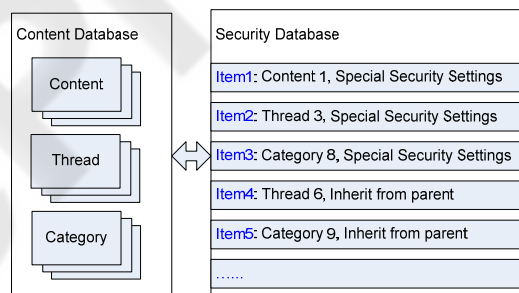 Content Database
Content
Thread
Category
Security Database
Item1: Content 1, Special Security Settings
Item2: Thread 3, Special Security Settings
Item3: Category 8, Special Security Settings
Item4: Thread 6, Inherit from parent
Item5: Category 9, Inherit from parent
......